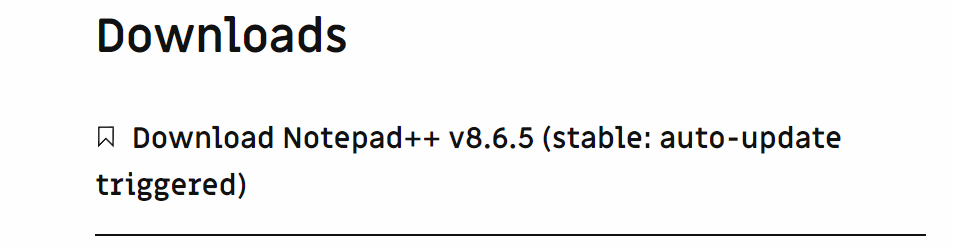 Downloads
Download Notepad++ v8.6.5 (stable: auto-update
triggered)